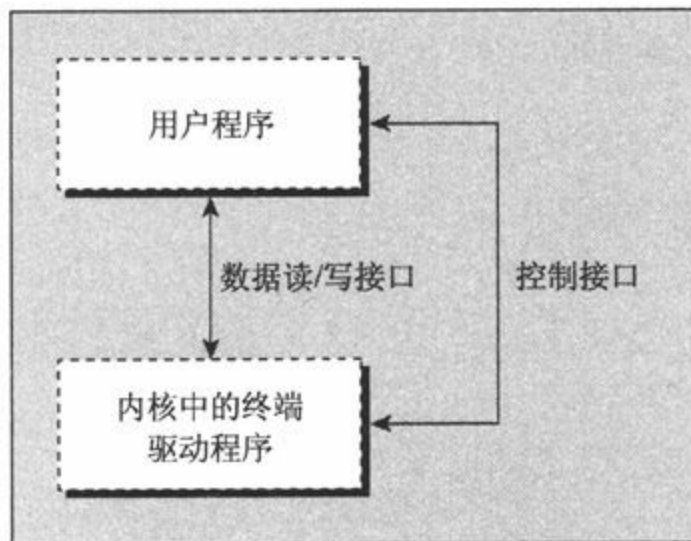 用户程序
数据读/写接口
控制接口
内核中的终端
驱动程序